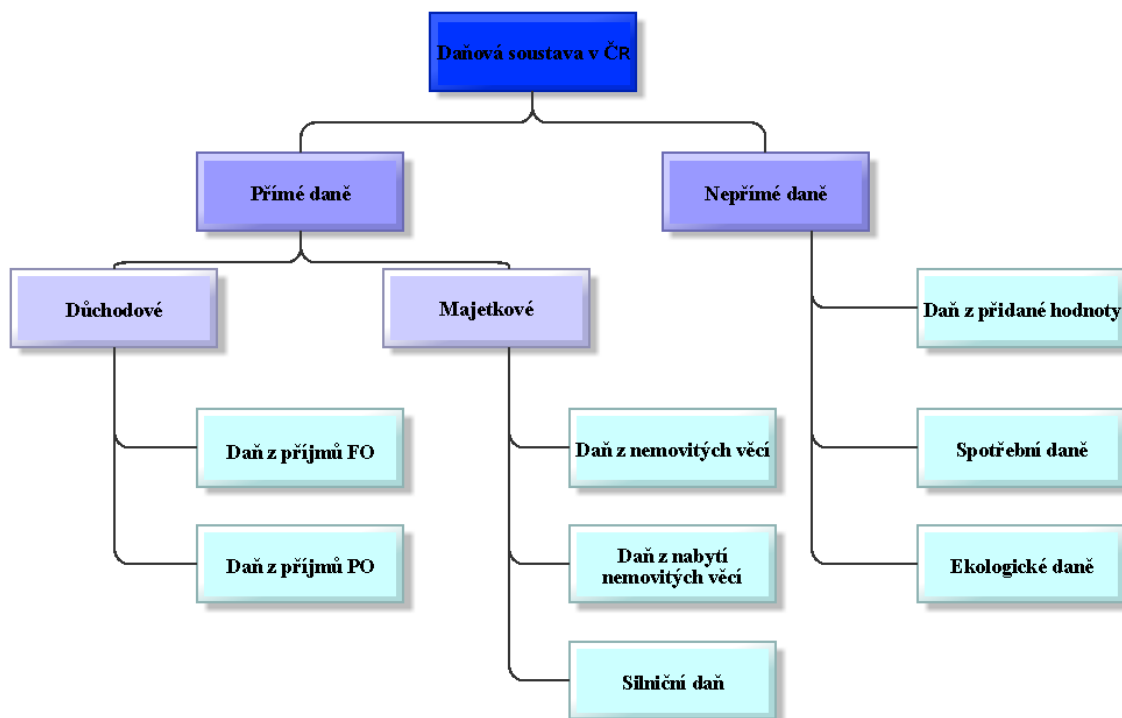 Daňová soustava v ČR
Přímé daně
Nepřímé daně
Důchodové
Majetkové
Daň z přidané hodnoty
Daň z příjmů FO
Daň z nemovitých věcí
Spotřební daně
Daň z příjmů PO
Daň z nabytí
nemovitých věcí
Ekologické daně
Silniční daň